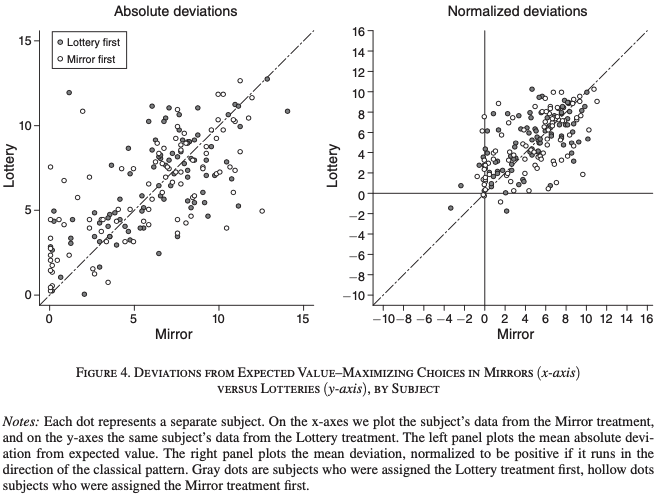 Absolute deviations
15
10
5
0
Lottery
Lottery first
Mirror first
0 5 10 15
Mirror
Normalized deviations
16
14
12
10
8
6
4
2
0
−2
−4
−6
−8
−10
Lottery
−10 −8 −6 −4 −2 0 2 4 6 8 10 12 14 16
Mirror
FIGURE 4. DEVIATIONS FROM EXPECTED VALUE–MAXIMIZING CHOICES IN MIRRORS (x-axis)
VERSUS LOTTERIES (y-axis), BY SUBJECT
Notes: Each dot represents a separate subject. On the x-axes we plot the subject's data from the Mirror treatment,
and on the y-axes the same subject's data from the Lottery treatment. The left panel plots the mean absolute devi-
ation from expected value. The right panel plots the mean deviation, normalized to be positive if it runs in the
direction of the classical pattern. Gray dots are subjects who were assigned the Lottery treatment first, hollow dots
subjects who were assigned the Mirror treatment first.